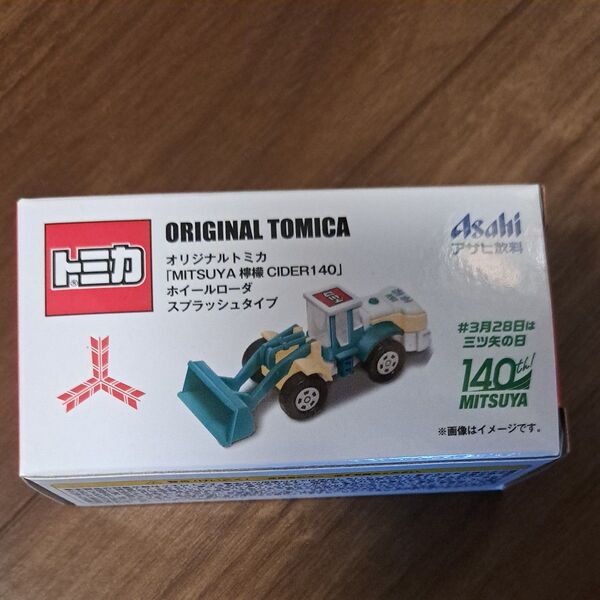 トミカ
®
ORIGINAL TOMICA
オリジナルトミカ
「MITSUYA 檸檬 CIDER140」
ホイールローダ
スプラッシュタイプ
Asahi
アサヒ飲料
#3月28日は
三ツ矢の日
140th!
MITSUYA
※画像はイメージです。